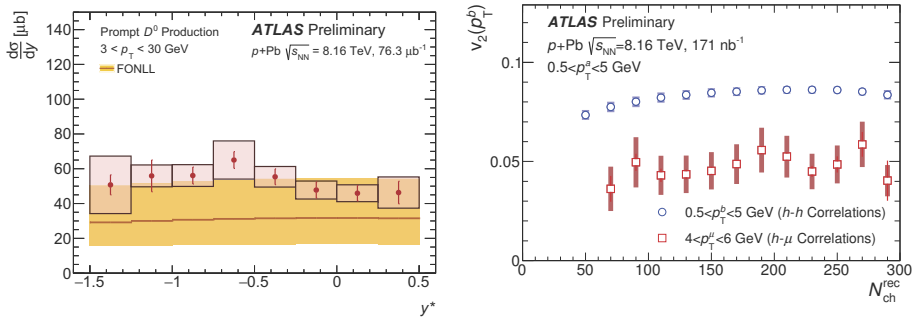 dσ/dy [μb]
140
120
100
80
60
40
20
0
Prompt D⁰ Production
3 < p_T < 30 GeV
FONLL
ATLAS Preliminary
p+Pb √s_NN = 8.16 TeV, 76.3 μb⁻¹
−1.5 −1 −0.5 0 0.5
y*
v₂(p_T^b)
0.1
0.05
0
ATLAS Preliminary
p+Pb √s_NN=8.16 TeV, 171 nb⁻¹
0.5<p_T^a<5 GeV
0.5<p_T^b<5 GeV (h-h Correlations)
4<p_T^μ<6 GeV (h-μ Correlations)
0 50 100 150 200 250 300
N_ch^rec